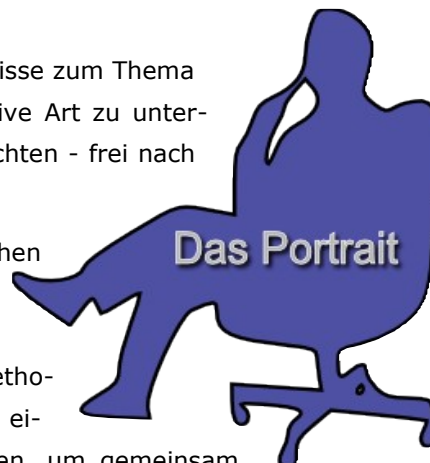 isse zum Thema
ive Art zu unter-
chten - frei nach
hen
Das Portrait
etho-
ei-
en, um gemeinsam